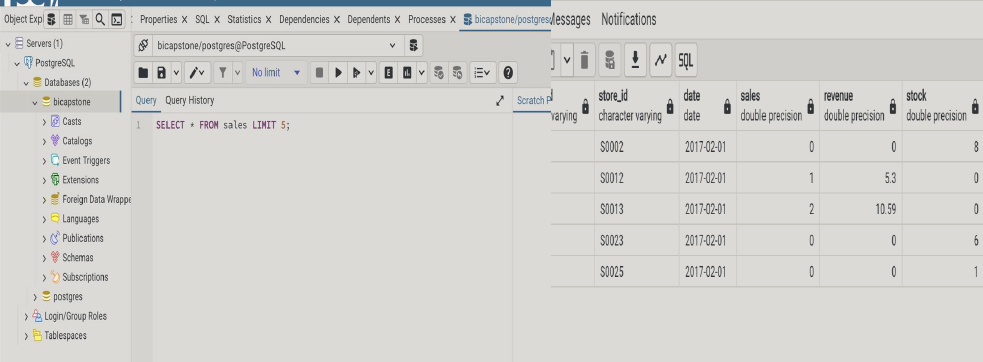 Object Exp
Properties X SQL X Statistics X Dependencies X Dependents X Processes X bicapstone/postgres
Servers (1)
PostgreSQL
Databases (2)
bicapstone
Casts
Catalogs
Event Triggers
Extensions
Foreign Data Wrappe
Languages
Publications
Schemas
Subscriptions
postgres
Login/Group Roles
Tablespaces
bicapstone/postgres@PostgreSQL
No limit
E
Query Query History
Scratch P
1 SELECT * FROM sales LIMIT 5;
Messages Notifications
SQL
store_id date sales revenue stock
varying character varying date double precision double precision double precision
S0002 2017-02-01 0 0 8
S0012 2017-02-01 1 5.3 0
S0013 2017-02-01 2 10.59 0
S0023 2017-02-01 0 0 6
S0025 2017-02-01 0 0 1